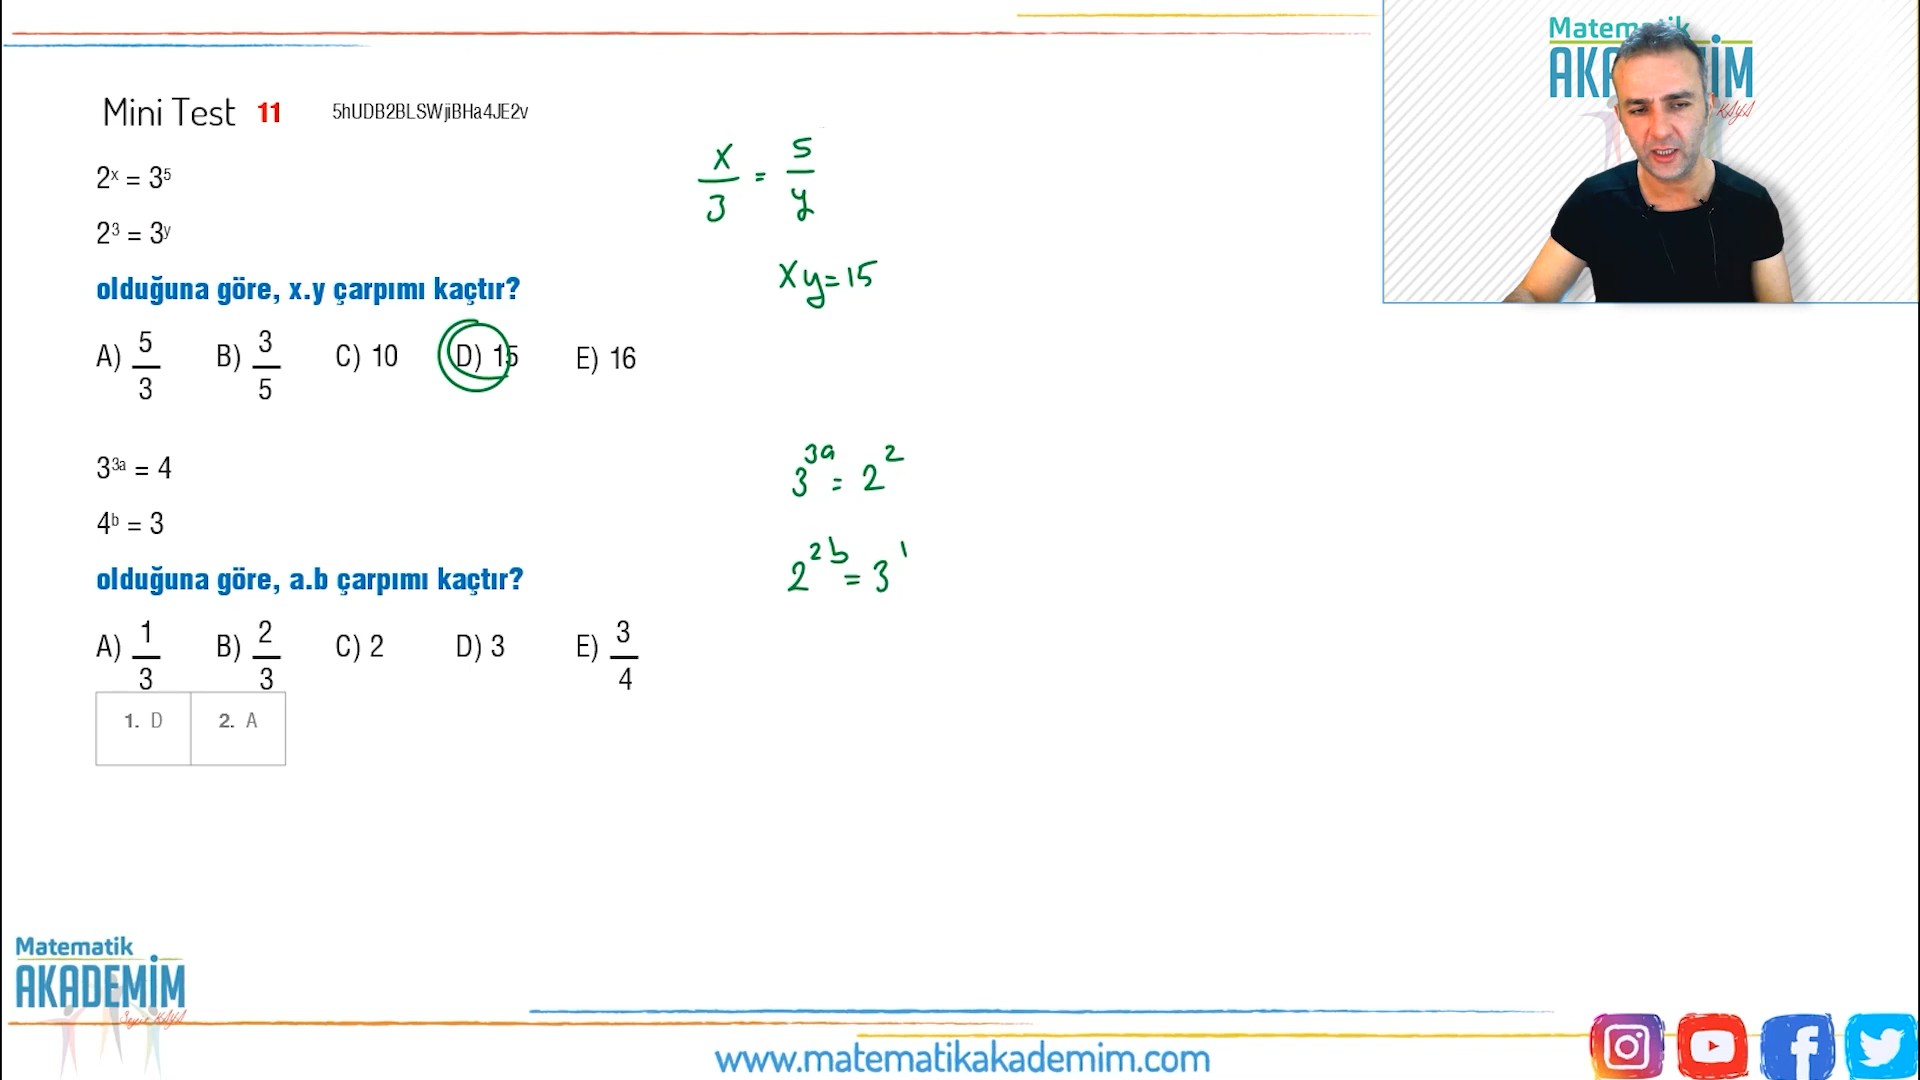 Mini Test 11 5hUDB2BLSWjiBHa4JE2v
2ˣ = 3⁵
2³ = 3ʸ
olduğuna göre, x.y çarpımı kaçtır?
A) 5/3 B) 3/5 C) 10 D) 15 E) 16
x/3 = 5/y
xy=15
3³ᵃ = 4
4ᵇ = 3
olduğuna göre, a.b çarpımı kaçtır?
A) 1/3 B) 2/3 C) 2 D) 3 E) 3/4
1. D 2. A
3³ᵃ = 2²
2²ᵇ = 3¹
Matematik
AKADEMİM
www.matematikakademim.com